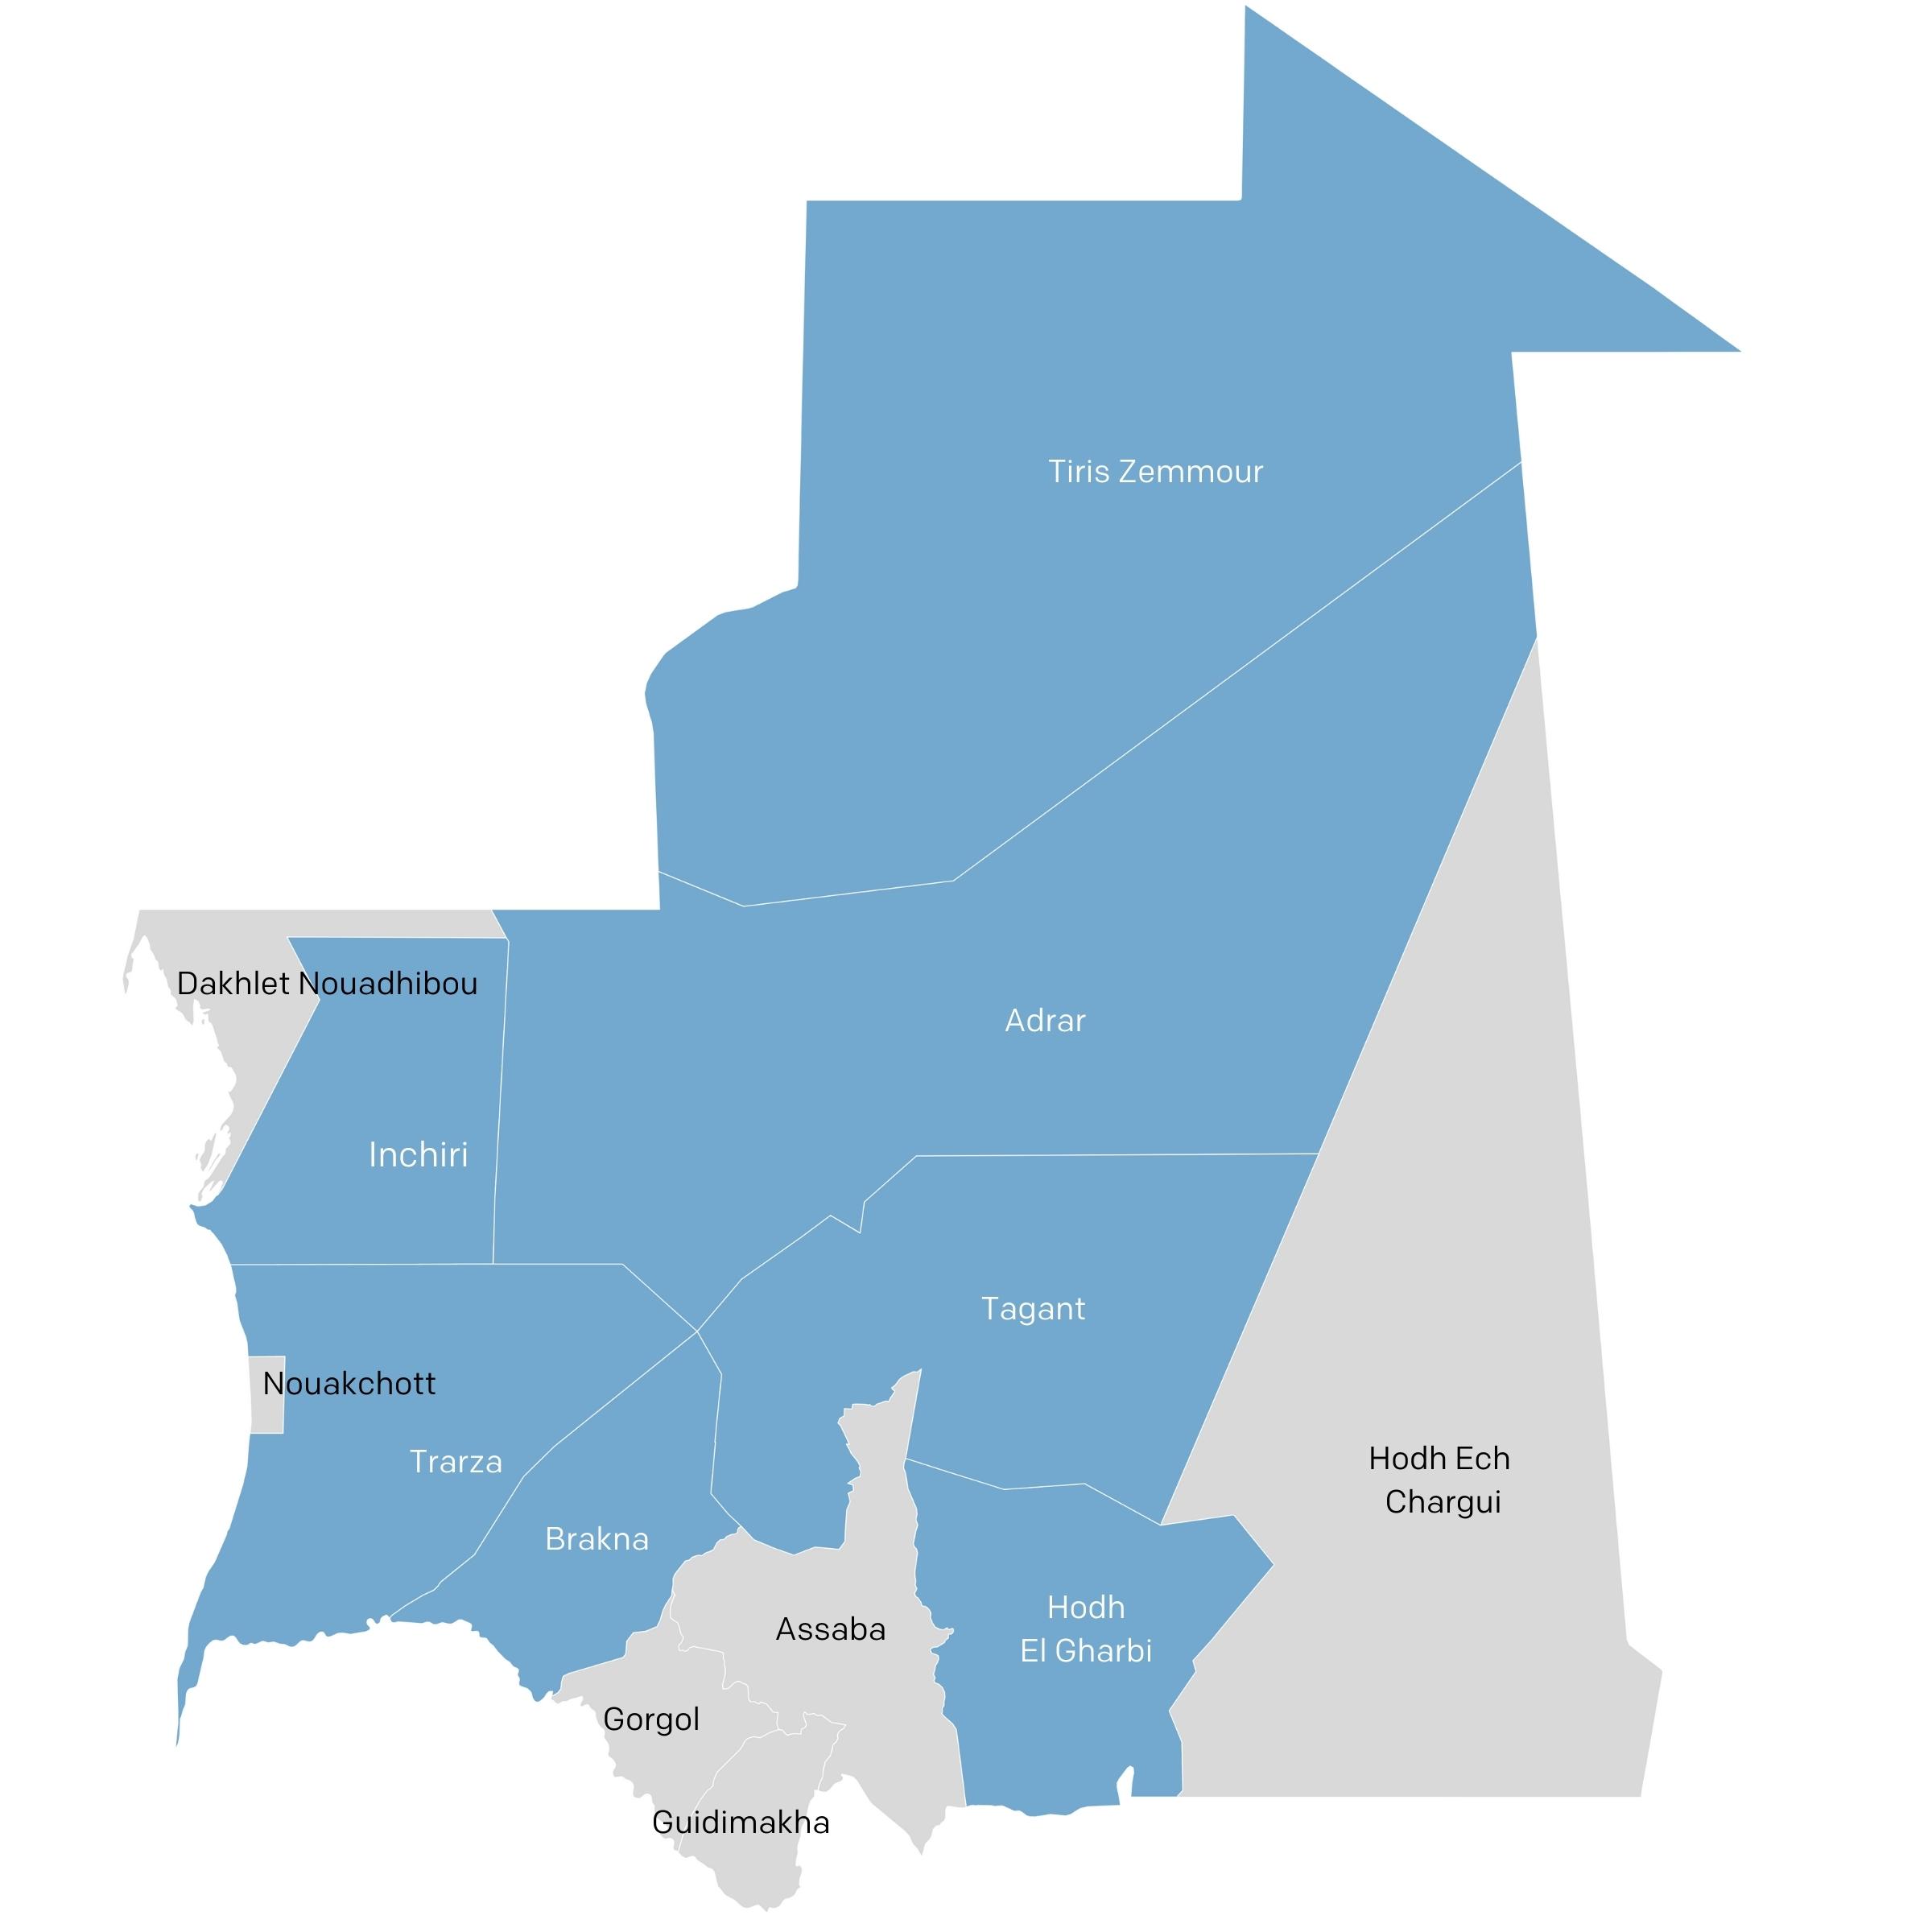 Tiris Zemmour
Dakhlet Nouadhibou
Adrar
Inchiri
Tagant
Nouakchott
Trarza
Hodh Ech
Chargui
Brakna
Hodh
El Gharbi
Assaba
Gorgol
Guidimakha